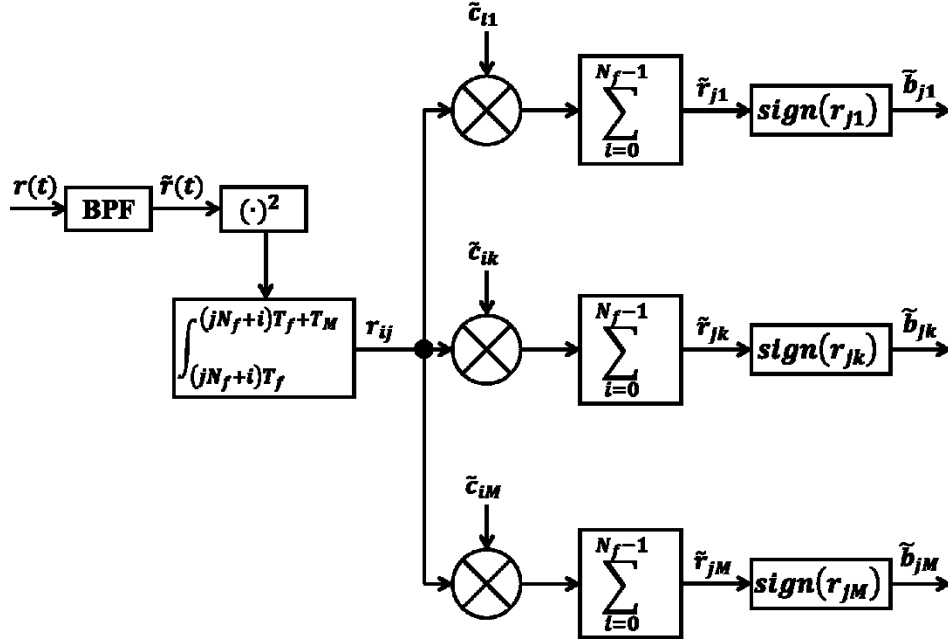 c̃_{i1}
N_f−1
∑
i=0
r̃_{j1}
sign(r_{j1})
b̃_{j1}
r(t)
BPF
r̃(t)
(·)²
c̃_{ik}
∫_{(jN_f+i)T_f}^{(jN_f+i)T_f+T_M}
r_{ij}
N_f−1
∑
i=0
r̃_{jk}
sign(r_{jk})
b̃_{jk}
c̃_{iM}
N_f−1
∑
i=0
r̃_{jM}
sign(r_{jM})
b̃_{jM}